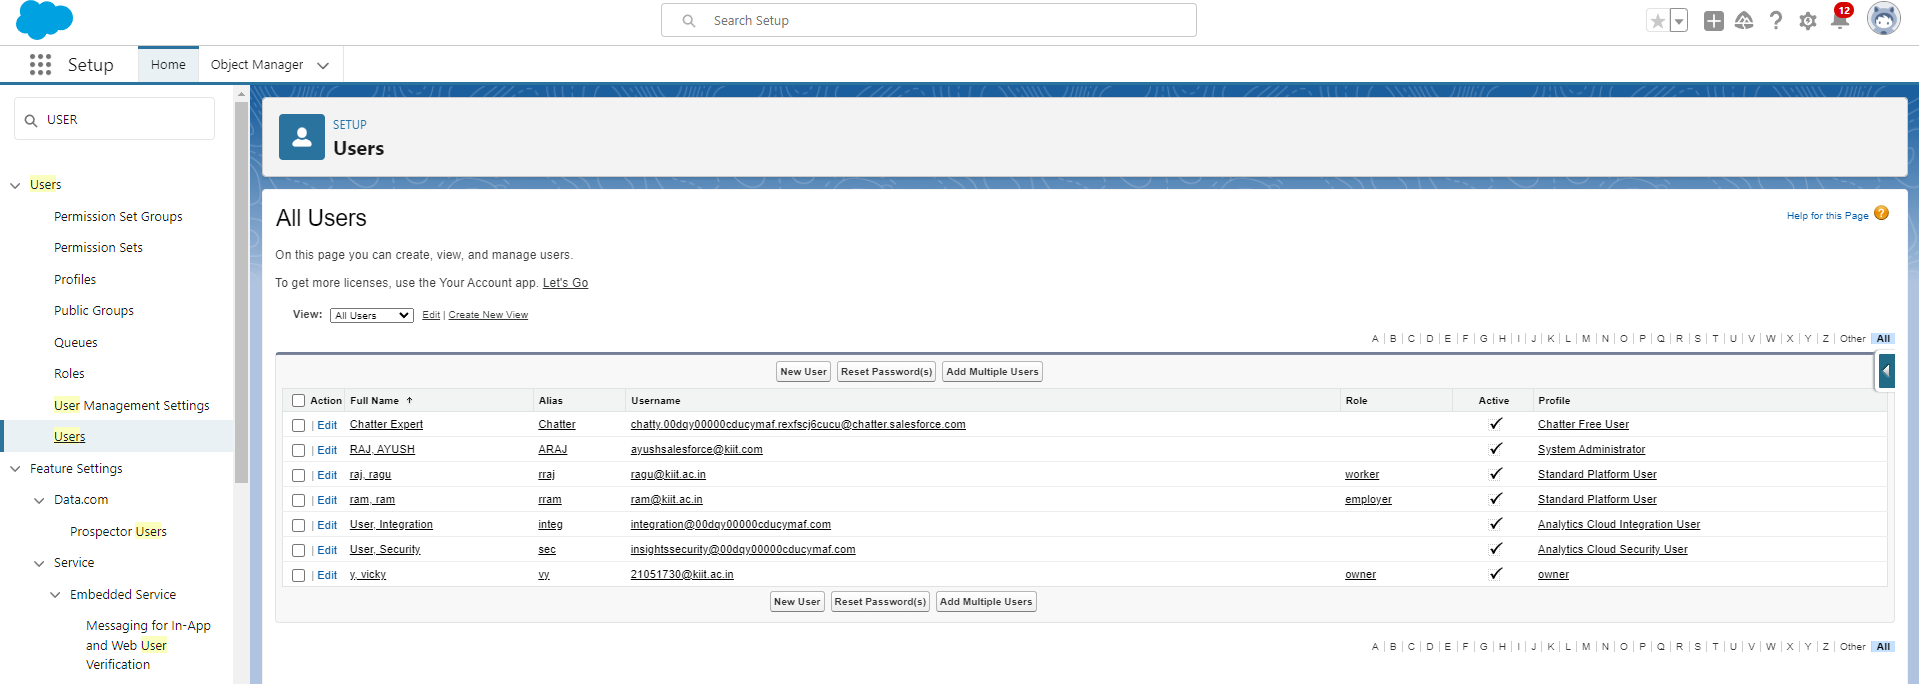 Search Setup
12
Setup
Home
Object Manager
USER
Users
Permission Set Groups
Permission Sets
Profiles
Public Groups
Queues
Roles
User Management Settings
Users
Feature Settings
Data.com
Prospector Users
Service
Embedded Service
Messaging for In-App
and Web User
Verification
SETUP
Users
All Users
Help for this Page ?
On this page you can create, view, and manage users.
To get more licenses, use the Your Account app. Let's Go
View: All Users Edit | Create New View
A | B | C | D | E | F | G | H | I | J | K | L | M | N | O | P | Q | R | S | T | U | V | W | X | Y | Z | Other | All
New User Reset Password(s) Add Multiple Users
Action Full Name ↑ Alias Username Role Active Profile
| Edit Chatter Expert Chatter chatty.00dqy00000cducymaf.rexfscj6cucu@chatter.salesforce.com ✓ Chatter Free User
| Edit RAJ, AYUSH ARAJ ayushsalesforce@kiit.com ✓ System Administrator
| Edit raj, ragu rraj ragu@kiit.ac.in worker ✓ Standard Platform User
| Edit ram, ram rram ram@kiit.ac.in employer ✓ Standard Platform User
| Edit User, Integration integ integration@00dqy00000cducymaf.com ✓ Analytics Cloud Integration User
| Edit User, Security sec insightssecurity@00dqy00000cducymaf.com ✓ Analytics Cloud Security User
| Edit y, vicky vy 21051730@kiit.ac.in owner ✓ owner
New User Reset Password(s) Add Multiple Users
A | B | C | D | E | F | G | H | I | J | K | L | M | N | O | P | Q | R | S | T | U | V | W | X | Y | Z | Other | All